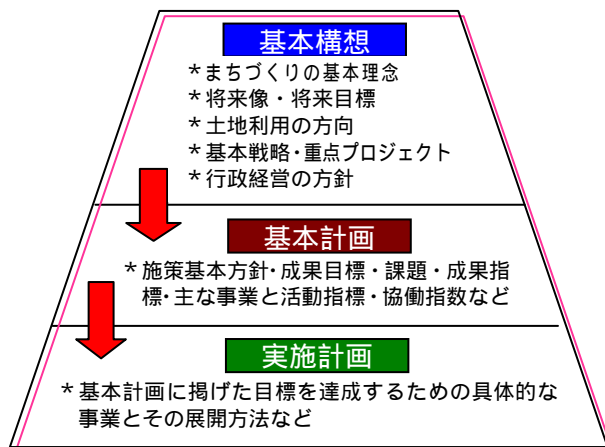 基本構想
*まちづくりの基本理念
*将来像・将来目標
*土地利用の方向
*基本戦略・重点プロジェクト
*行政経営の方針
基本計画
*施策基本方針・成果目標・課題・成果指
標・主な事業と活動指標・協働指数など
実施計画
*基本計画に掲げた目標を達成するための具体的な
事業とその展開方法など